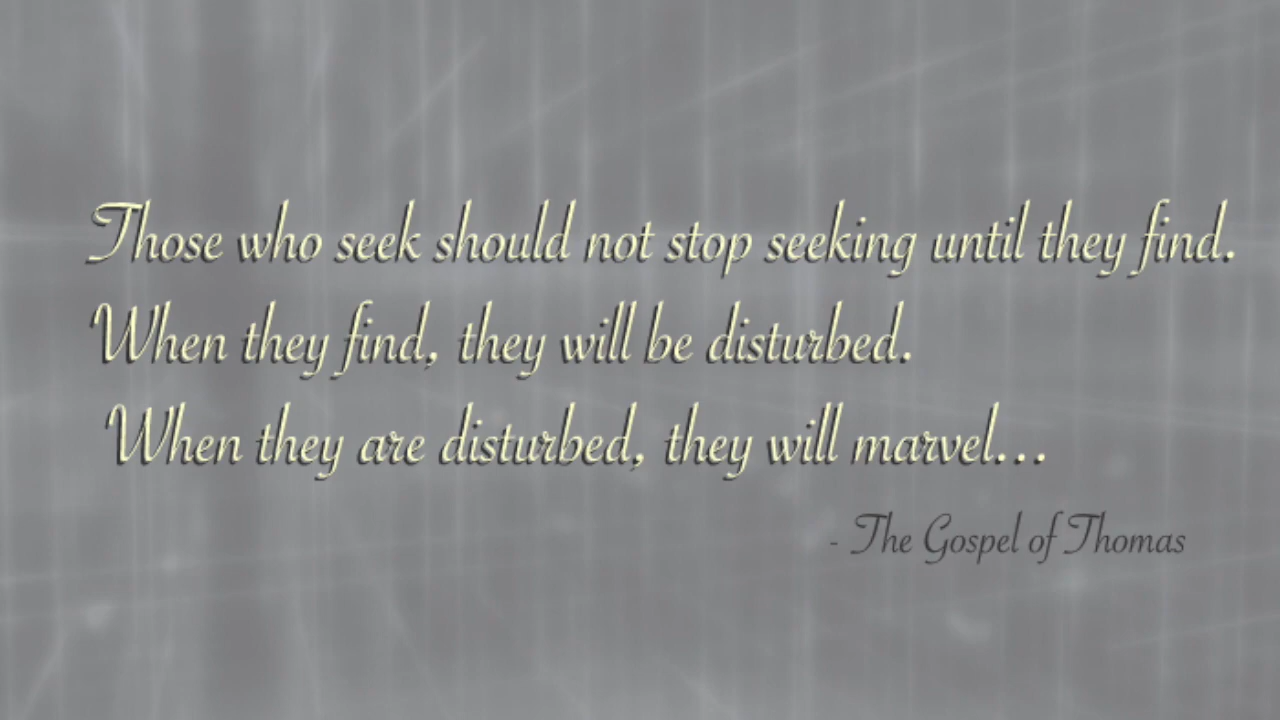 Those who seek should not stop seeking until they find.
When they find, they will be disturbed.
When they are disturbed, they will marvel...
- The Gospel of Thomas